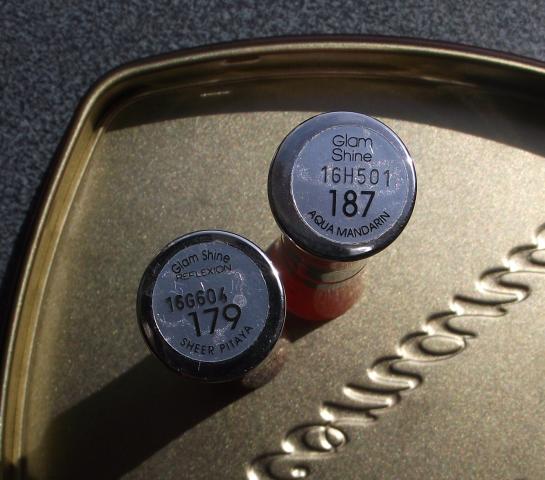 Glam
Shine
16H501
187
AQUA MANDARIN
Glam Shine
REFLEXION
16G604
179
SHEER PITAYA